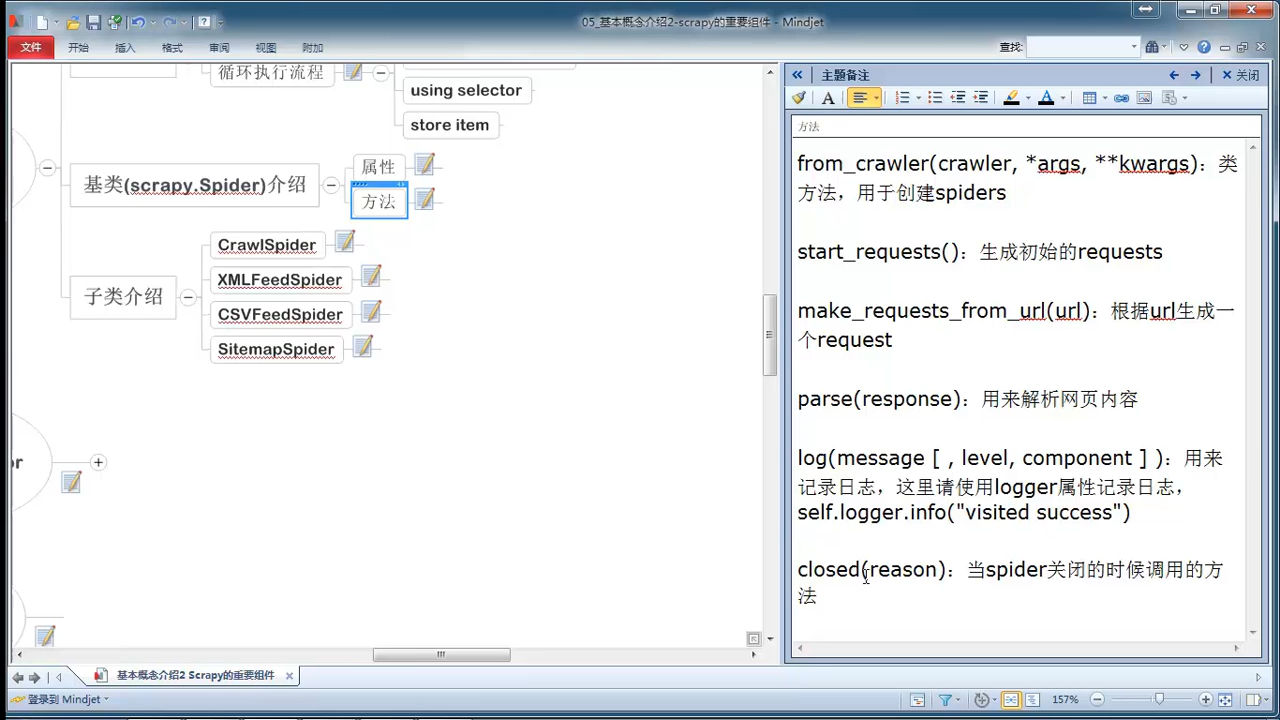 05_基本概念介绍2-scrapy的重要组件 - Mindjet
文件 开始 插入 格式 审阅 视图 附加 查找:
循环执行流程
using selector
store item
基类(scrapy.Spider)介绍
属性
方法
子类介绍
CrawlSpider
XMLFeedSpider
CSVFeedSpider
SitemapSpider
or
主题备注 关闭
方法
from_crawler(crawler, *args, **kwargs)：类
方法，用于创建spiders
start_requests()：生成初始的requests
make_requests_from_url(url)：根据url生成一
个request
parse(response)：用来解析网页内容
log(message [ , level, component ] )：用来
记录日志，这里请使用logger属性记录日志，
self.logger.info("visited success")
closed(reason)：当spider关闭的时候调用的方
法
基本概念介绍2 Scrapy的重要组件
登录到 Mindjet 157%